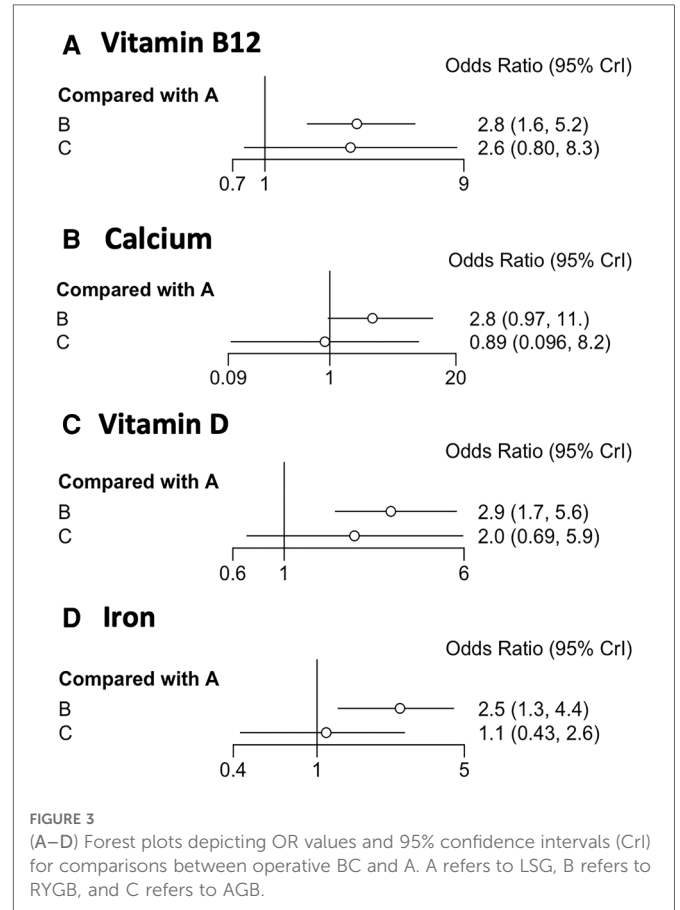 A Vitamin B12
Odds Ratio (95% Crl)
Compared with A
B 2.8 (1.6, 5.2)
C 2.6 (0.80, 8.3)
0.7 1 9
B Calcium
Odds Ratio (95% Crl)
Compared with A
B 2.8 (0.97, 11.)
C 0.89 (0.096, 8.2)
0.09 1 20
C Vitamin D
Odds Ratio (95% Crl)
Compared with A
B 2.9 (1.7, 5.6)
C 2.0 (0.69, 5.9)
0.6 1 6
D Iron
Odds Ratio (95% Crl)
Compared with A
B 2.5 (1.3, 4.4)
C 1.1 (0.43, 2.6)
0.4 1 5
FIGURE 3
(A–D) Forest plots depicting OR values and 95% confidence intervals (Crl)
for comparisons between operative BC and A. A refers to LSG, B refers to
RYGB, and C refers to AGB.